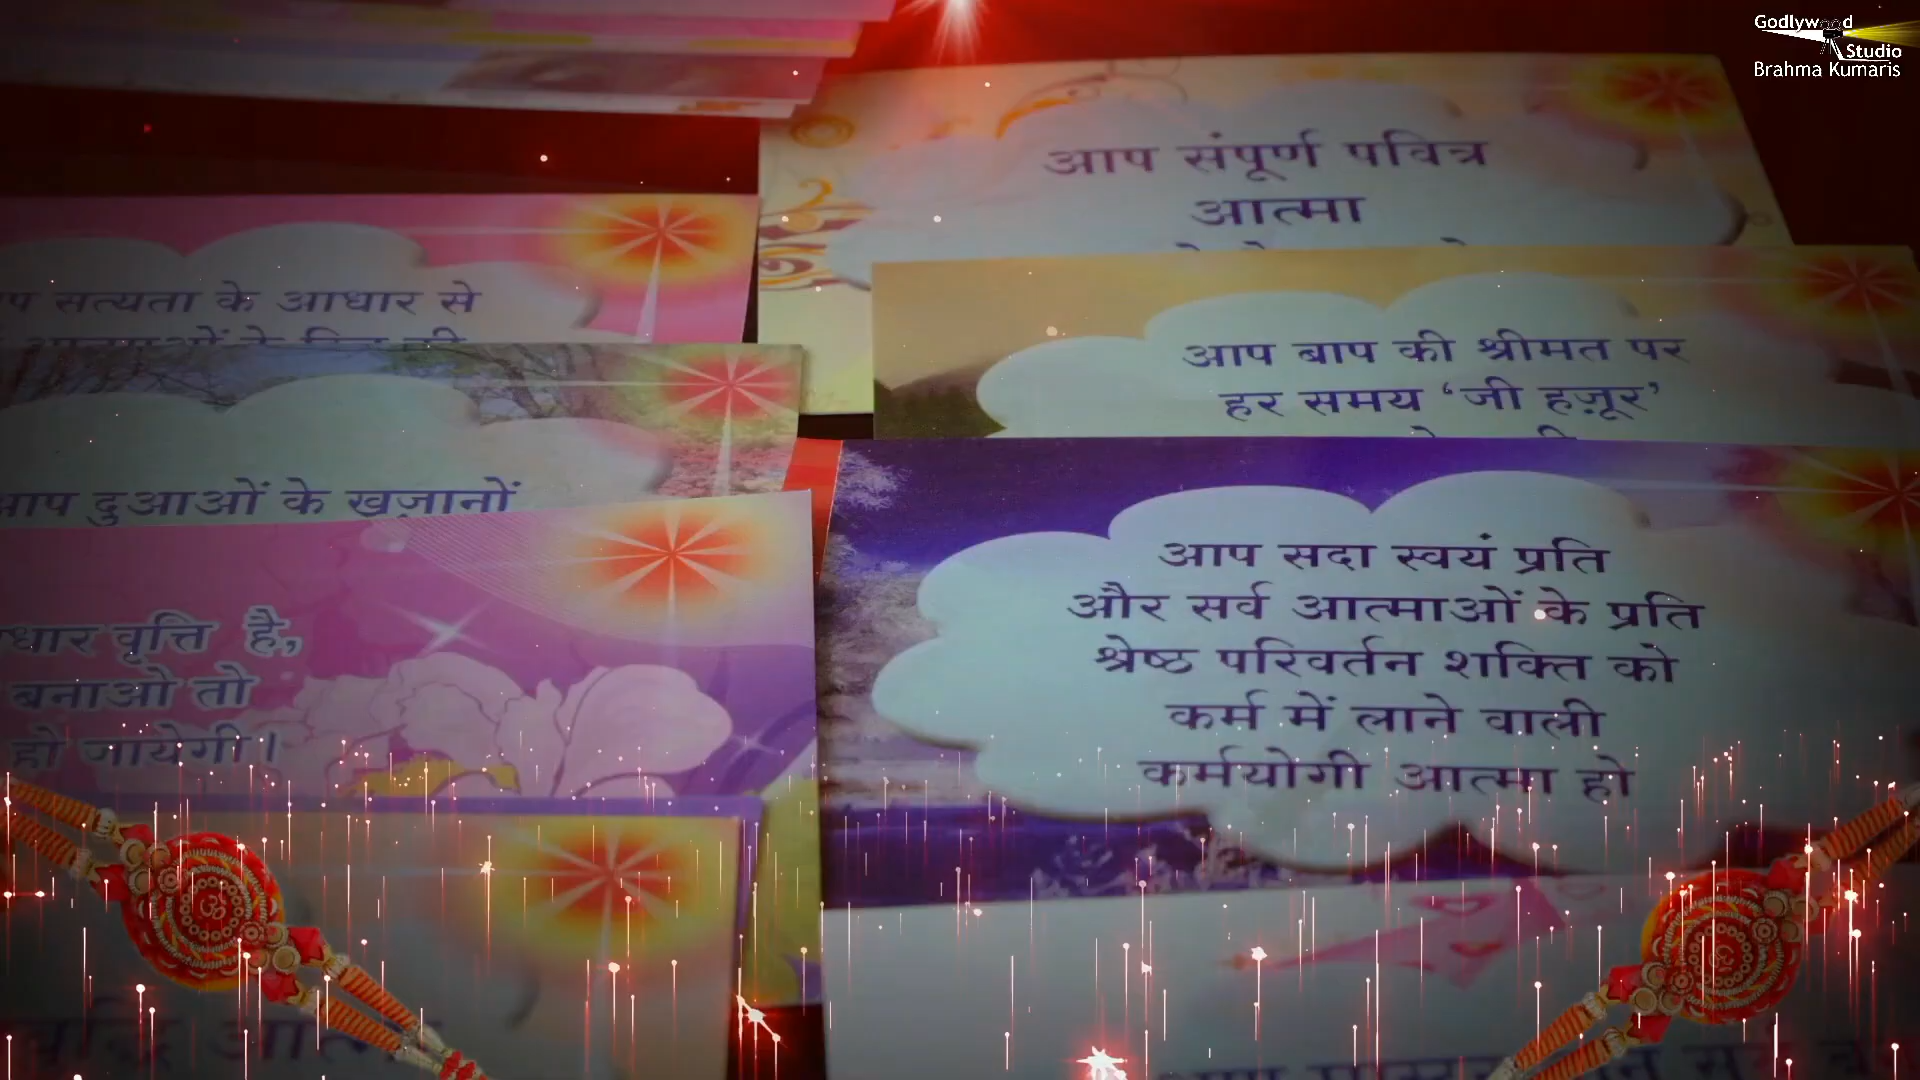 Godlywood
Studio
Brahma Kumaris
आप संपूर्ण पवित्र
आत्मा
सत्यता के आधार से
आप बाप की श्रीमत पर
हर समय ‘जी हज़ूर’
आप दुआओं के खज़ानों
आप सदा स्वयं प्रति
और सर्व आत्माओं के प्रति
श्रेष्ठ परिवर्तन शक्ति को
कर्म में लाने वाली
कर्मयोगी आत्मा हो
वृत्ति है,
बनाओ तो
हो जायेगी।